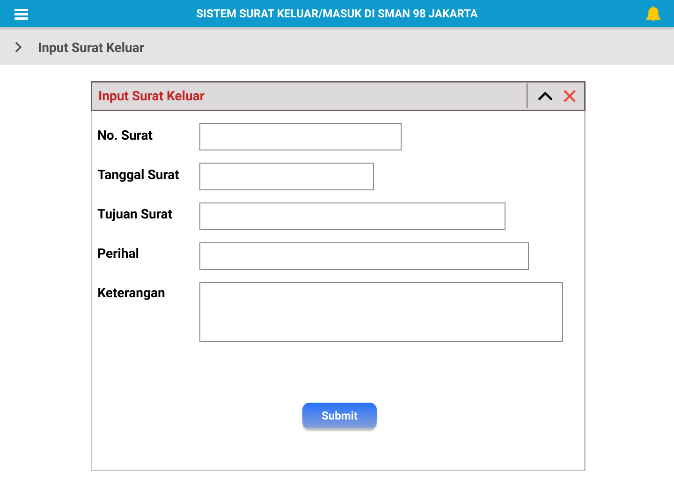 SISTEM SURAT KELUAR/MASUK DI SMAN 98 JAKARTA
Input Surat Keluar
Input Surat Keluar
No. Surat
Tanggal Surat
Tujuan Surat
Perihal
Keterangan
Submit